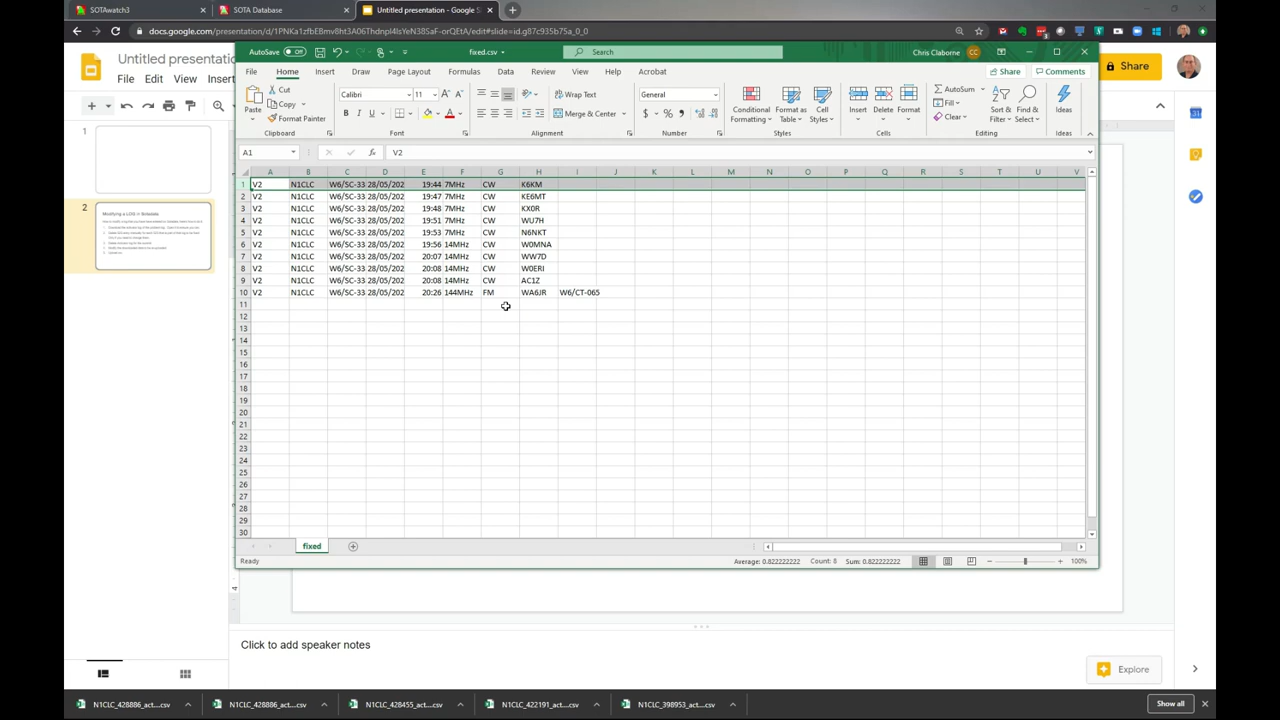 SOTAwatch3
SOTA Database
Untitled presentation - Google S
docs.google.com/presentation/d/1PNKa1zfbE8mv8ht3A06Thdnpl4lsYeN38SaF-orQEtA/edit#slide=id.g87c935b75a_0_0
Untitled presentation
File Edit View Insert
Share
AutoSave Off
fixed.csv
Search
Chris Claborne
CC
File Home Insert Draw Page Layout Formulas Data Review View Help Acrobat
Share
Comments
Paste
Cut
Copy
Format Painter
Clipboard
Calibri 11
Font
Wrap Text
Merge & Center
Alignment
General
Number
Conditional Formatting
Format as Table
Cell Styles
Styles
Insert Delete Format
Cells
AutoSum
Fill
Clear
Sort & Filter
Find & Select
Editing
Ideas
Ideas
A1 fx V2
A B C D E F G H I J K L M N O P Q R S T U V
1 V2 N1CLC W6/SC-33 28/05/202 19:44 7MHz CW K6KM
2 V2 N1CLC W6/SC-33 28/05/202 19:47 7MHz CW KE6MT
3 V2 N1CLC W6/SC-33 28/05/202 19:48 7MHz CW KX0R
4 V2 N1CLC W6/SC-33 28/05/202 19:51 7MHz CW WU7H
5 V2 N1CLC W6/SC-33 28/05/202 19:53 7MHz CW N6NKT
6 V2 N1CLC W6/SC-33 28/05/202 19:56 14MHz CW W0MNA
7 V2 N1CLC W6/SC-33 28/05/202 20:07 14MHz CW WW7D
8 V2 N1CLC W6/SC-33 28/05/202 20:08 14MHz CW W0ERI
9 V2 N1CLC W6/SC-33 28/05/202 20:08 14MHz CW AC1Z
10 V2 N1CLC W6/SC-33 28/05/202 20:26 144MHz FM WA6JR W6/CT-065
11
12
13
14
15
16
17
18
19
20
21
22
23
24
25
26
27
28
29
30
fixed
Ready
Average: 0.822222222 Count: 8 Sum: 0.822222222
100%
1
2
Modifying a LOG in Sotadata
Click to add speaker notes
Explore
N1CLC_428886_act....csv
N1CLC_428886_act....csv
N1CLC_428455_act....csv
N1CLC_422191_act....csv
N1CLC_398953_act....csv
Show all